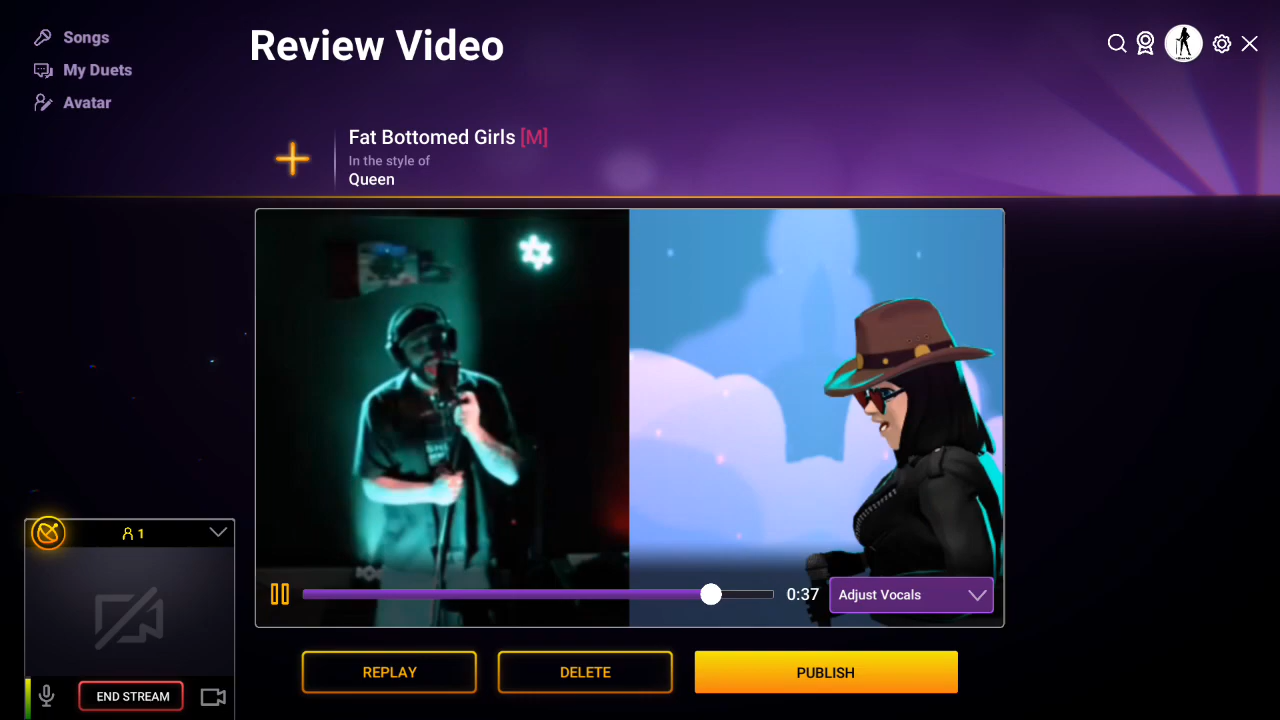 Songs
My Duets
Avatar
Review Video
Fat Bottomed Girls [M]
In the style of
Queen
0:37
Adjust Vocals
REPLAY
DELETE
PUBLISH
1
END STREAM